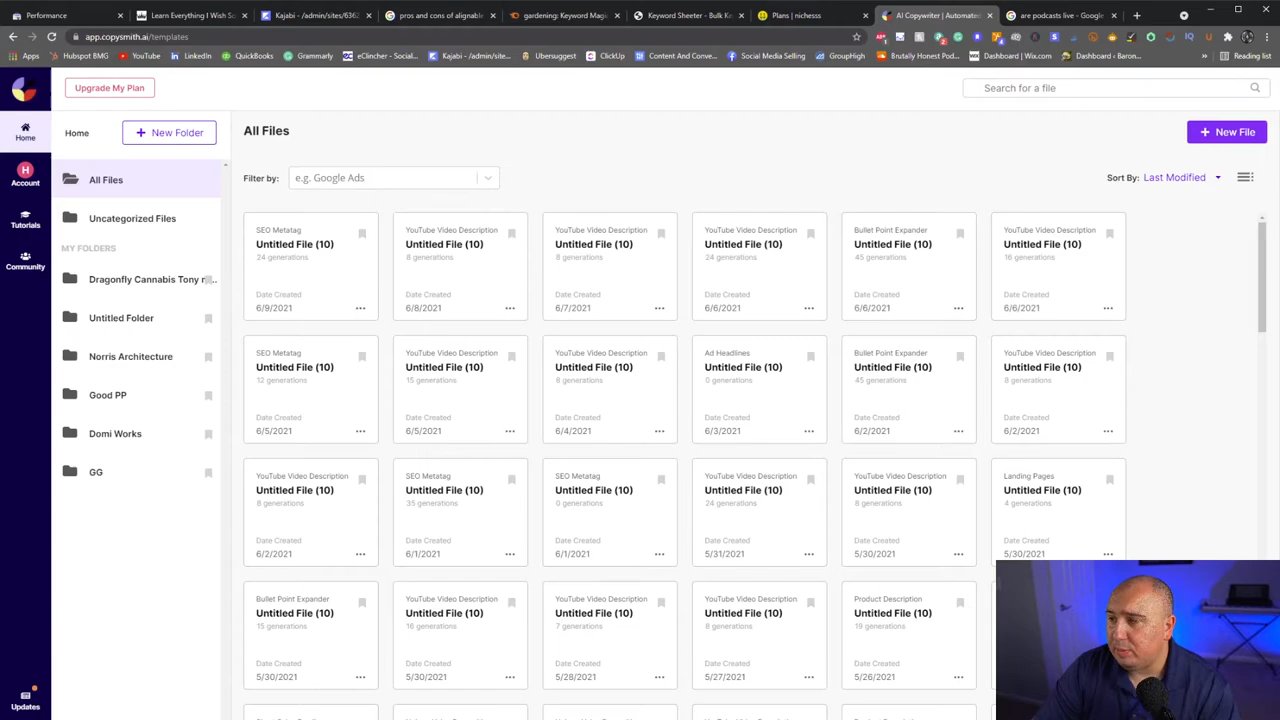 Performance
Learn Everything I Wish So
Kajabi - /admin/sites/6362
pros and cons of alignable
gardening: Keyword Magic
Keyword Sheeter - Bulk Ke
Plans | nichesss
AI Copywriter | Automate
are podcasts live - Google
app.copysmith.ai/templates
Apps
Hubspot BMG
YouTube
LinkedIn
QuickBooks
Grammarly
eClincher - Social M...
Kajabi - /admin/site...
Ubersuggest
ClickUp
Content And Conve...
Social Media Selling
GroupHigh
Brutally Honest Pod...
Dashboard | Wix.com
Dashboard ‹ Baron...
Reading list
Upgrade My Plan
Search for a file
Home
Home
New Folder
All Files
New File
Account
All Files
Filter by:
e.g. Google Ads
Sort By: Last Modified
Tutorials
Uncategorized Files
Community
MY FOLDERS
Dragonfly Cannabis Tony r...
Untitled Folder
Norris Architecture
Good PP
Domi Works
GG
Updates
SEO Metatag
Untitled File (10)
24 generations
Date Created
6/9/2021
YouTube Video Description
Untitled File (10)
8 generations
Date Created
6/8/2021
YouTube Video Description
Untitled File (10)
8 generations
Date Created
6/7/2021
YouTube Video Description
Untitled File (10)
24 generations
Date Created
6/6/2021
Bullet Point Expander
Untitled File (10)
45 generations
Date Created
6/6/2021
YouTube Video Description
Untitled File (10)
16 generations
Date Created
6/6/2021
SEO Metatag
Untitled File (10)
12 generations
Date Created
6/5/2021
YouTube Video Description
Untitled File (10)
15 generations
Date Created
6/5/2021
YouTube Video Description
Untitled File (10)
8 generations
Date Created
6/4/2021
Ad Headlines
Untitled File (10)
0 generations
Date Created
6/3/2021
Bullet Point Expander
Untitled File (10)
45 generations
Date Created
6/2/2021
YouTube Video Description
Untitled File (10)
8 generations
Date Created
6/2/2021
YouTube Video Description
Untitled File (10)
8 generations
Date Created
6/2/2021
SEO Metatag
Untitled File (10)
35 generations
Date Created
6/1/2021
SEO Metatag
Untitled File (10)
0 generations
Date Created
6/1/2021
YouTube Video Description
Untitled File (10)
24 generations
Date Created
5/31/2021
YouTube Video Description
Untitled File (10)
8 generations
Date Created
5/30/2021
Landing Pages
Untitled File (10)
4 generations
Date Created
5/30/2021
Bullet Point Expander
Untitled File (10)
15 generations
Date Created
5/30/2021
YouTube Video Description
Untitled File (10)
16 generations
Date Created
5/30/2021
YouTube Video Description
Untitled File (10)
7 generations
Date Created
5/28/2021
YouTube Video Description
Untitled File (10)
8 generations
Date Created
5/27/2021
Product Description
Untitled File (10)
19 generations
Date Created
5/26/2021